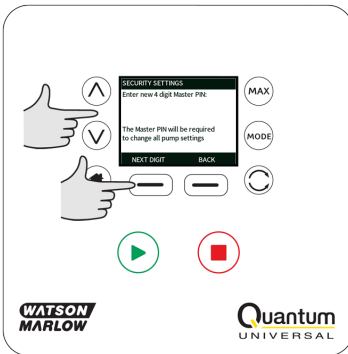 SECURITY SETTINGS
Enter new 4 digit Master PIN:
MAX
The Master PIN will be required
to change all pump settings
MODE
NEXT DIGIT BACK
WATSON
MARLOW
Quantum
UNIVERSAL